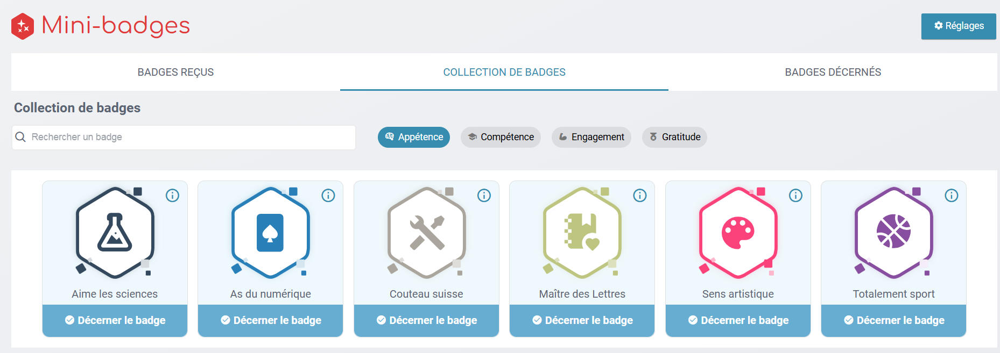 Mini-badges
Réglages
BADGES REÇUS
COLLECTION DE BADGES
BADGES DÉCERNÉS
Collection de badges
Rechercher un badge
Appétence
Compétence
Engagement
Gratitude
Aime les sciences
As du numérique
Couteau suisse
Maître des Lettres
Sens artistique
Totalement sport
Décerner le badge
Décerner le badge
Décerner le badge
Décerner le badge
Décerner le badge
Décerner le badge